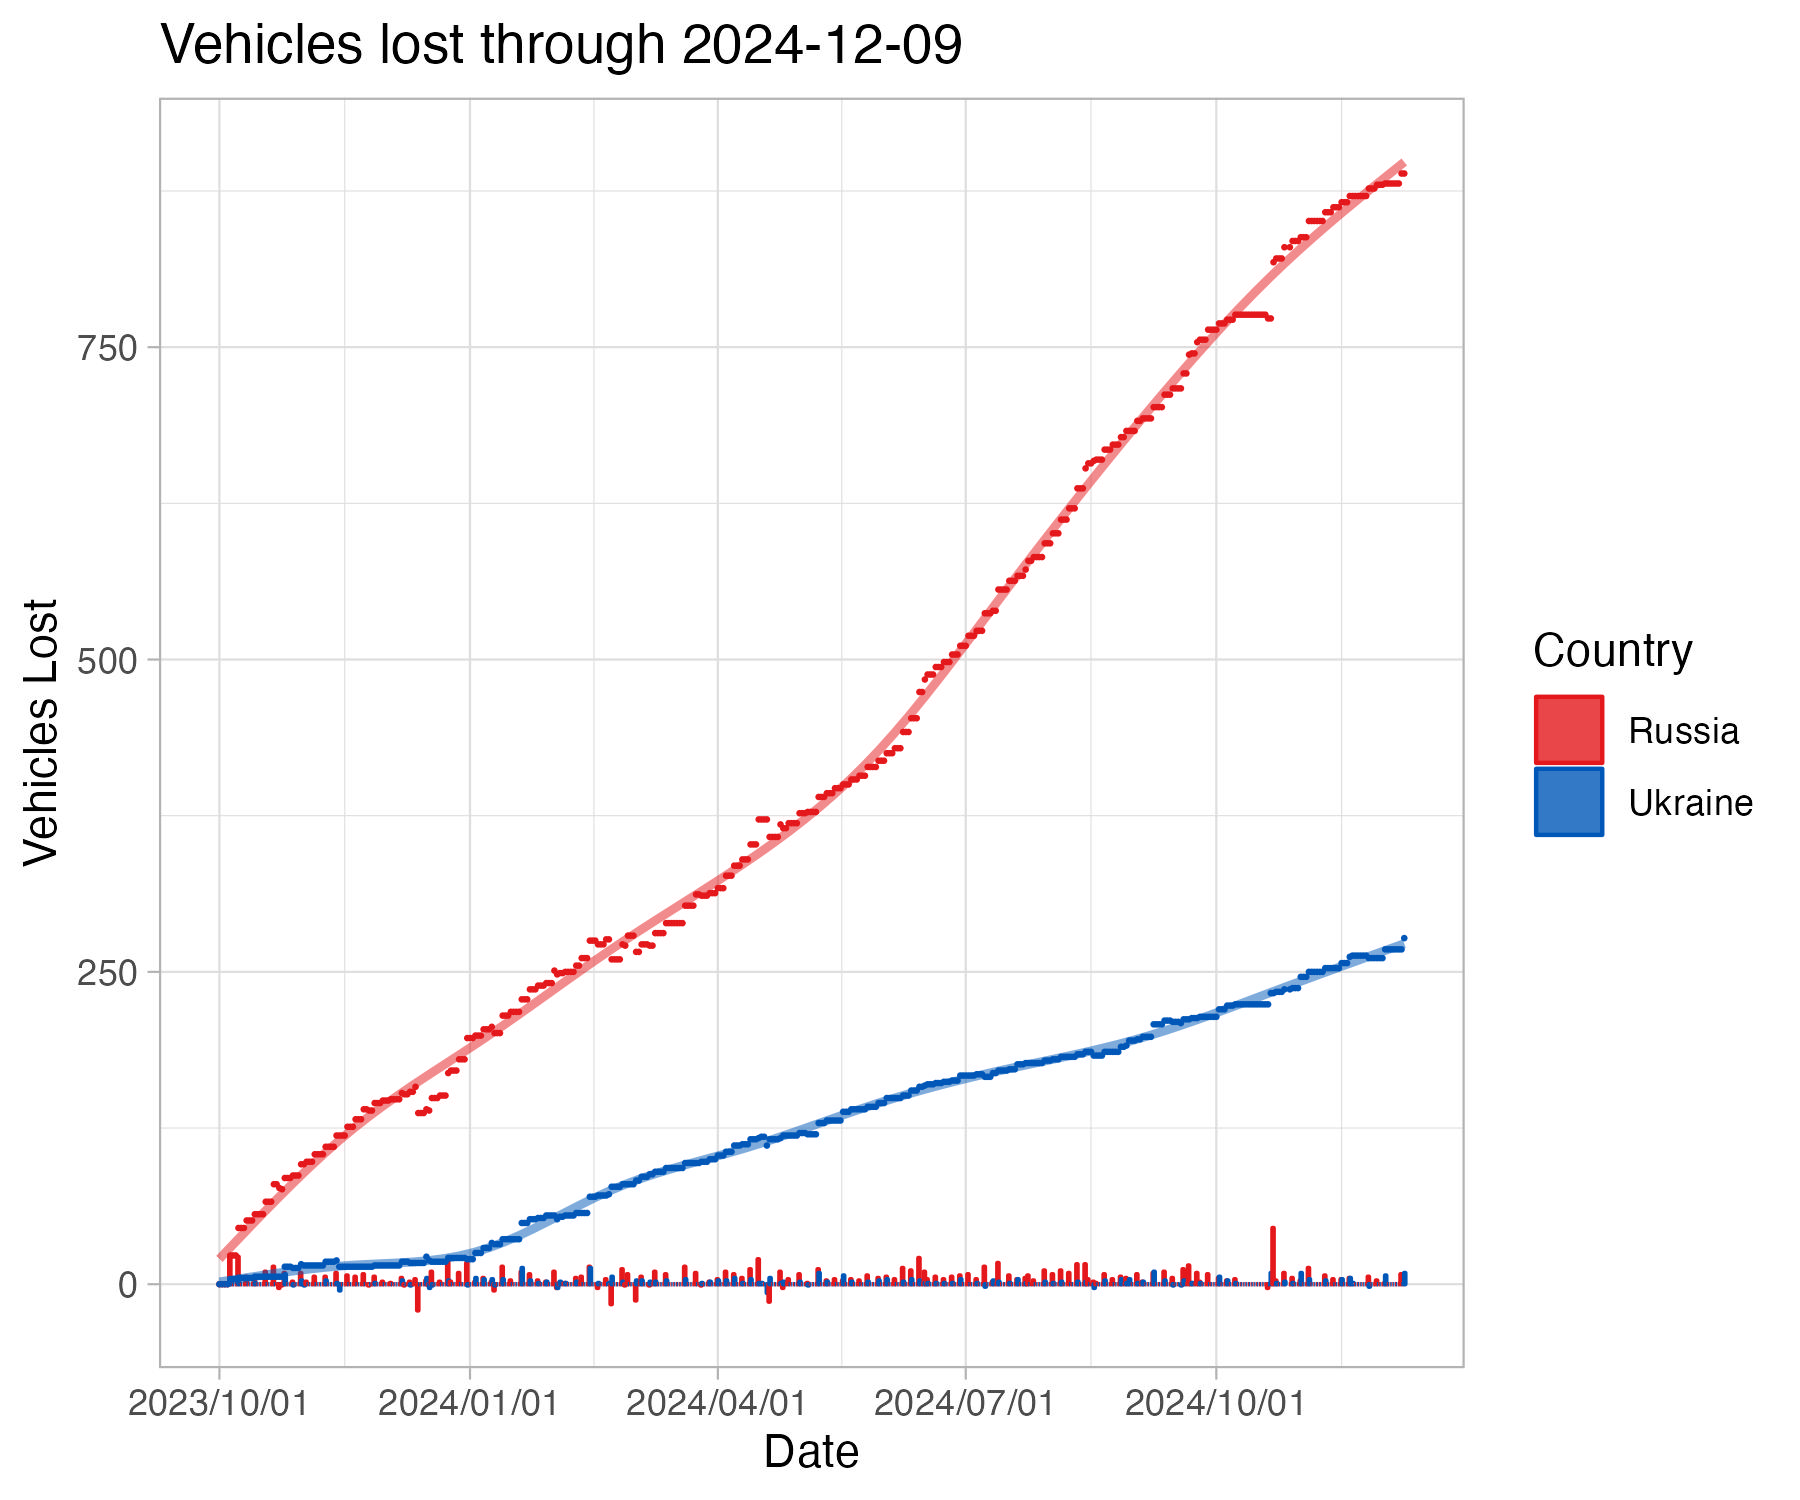 Vehicles lost through 2024-12-09
Vehicles Lost
750
500
250
0
2023/10/01
2024/01/01
2024/04/01
2024/07/01
2024/10/01
Date
Country
Russia
Ukraine